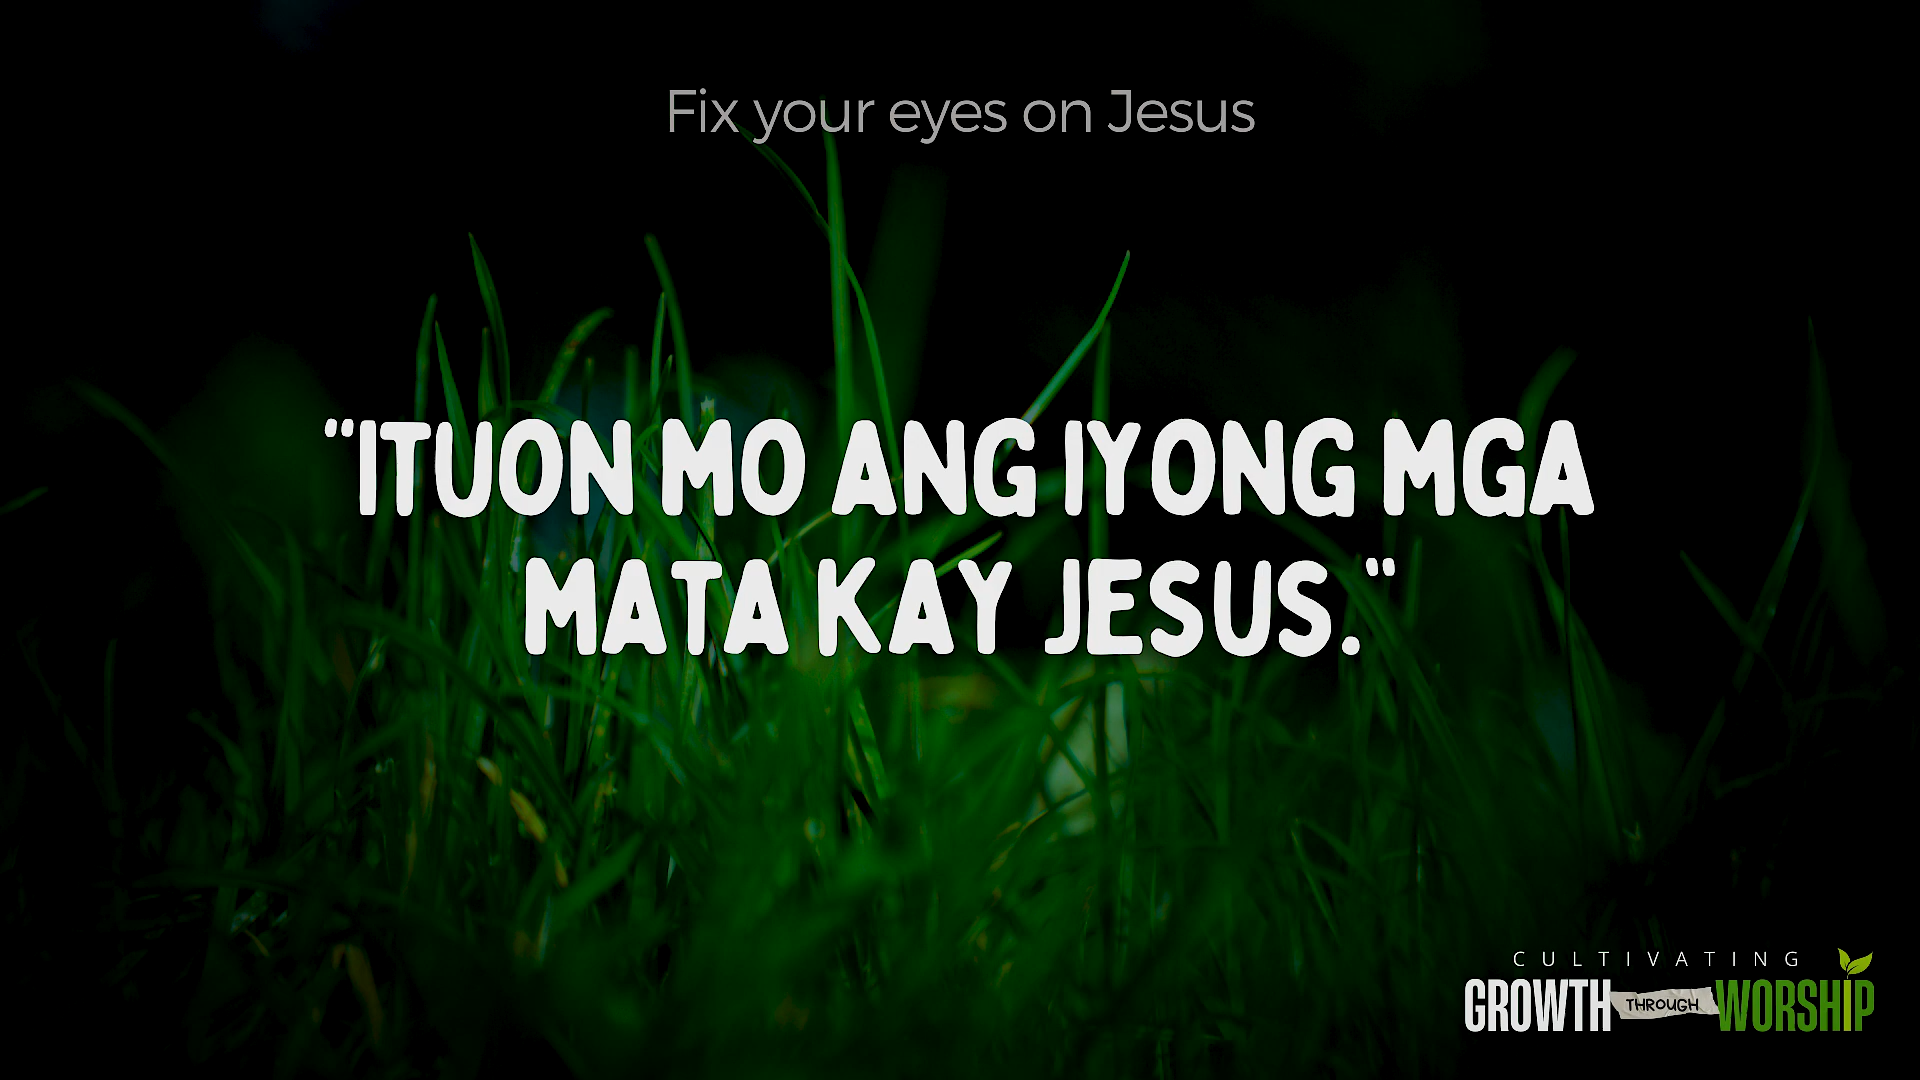 Fix your eyes on Jesus
"ITUON MO ANG IYONG MGA
MATA KAY JESUS."
CULTIVATING
GROWTH THROUGH WORSHIP